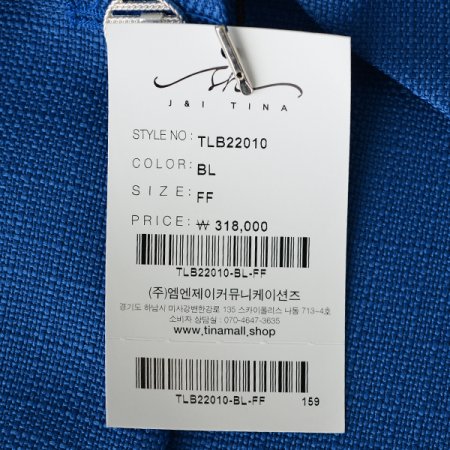 J & I TINA
STYLE NO : TLB22010
COLOR: BL
SIZE: FF
PRICE: ₩ 318,000
TLB22010-BL-FF
(주)엠엔제이커뮤니케이션즈
경기도 하남시 미사강변한강로 135 스카이폴리스 나동 713-4호
소비자 상담실 : 070-4647-3635
www.tinamall.shop
TLB22010-BL-FF 159